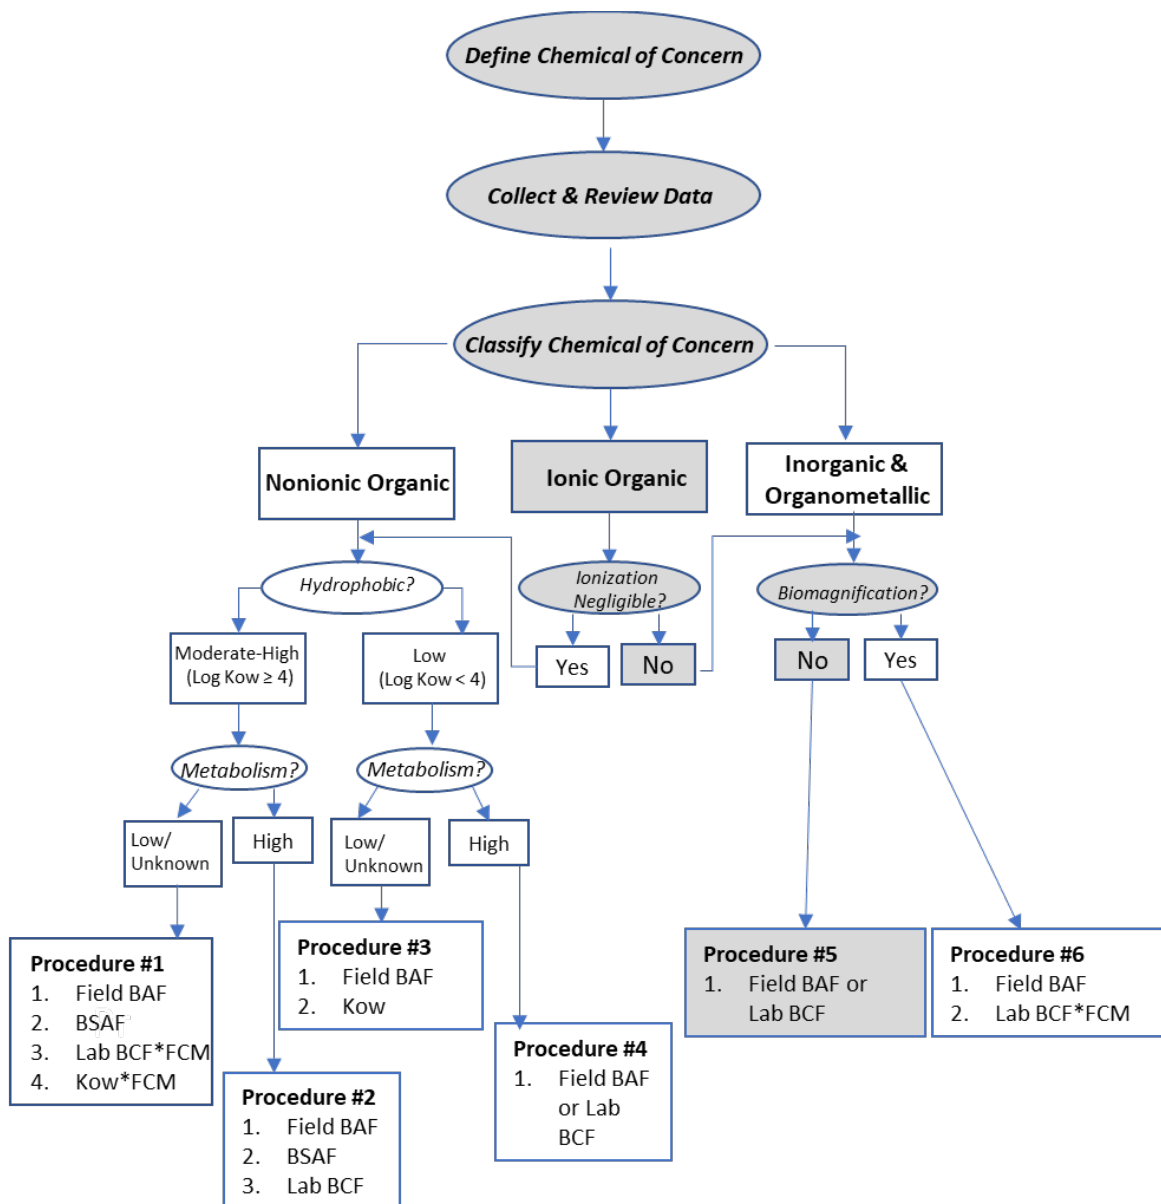 Define Chemical of Concern
Collect & Review Data
Classify Chemical of Concern
Nonionic Organic
Ionic Organic
Inorganic &
Organometallic
Hydrophobic?
Ionization
Negligible?
Biomagnification?
Moderate-High
(Log Kow ≥ 4)
Low
(Log Kow < 4)
Yes
No
No
Yes
Metabolism?
Metabolism?
Low/
Unknown
High
Low/
Unknown
High
Procedure #1
1. Field BAF
2. BSAF
3. Lab BCF*FCM
4. Kow*FCM
Procedure #2
1. Field BAF
2. BSAF
3. Lab BCF
Procedure #3
1. Field BAF
2. Kow
Procedure #4
1. Field BAF
or Lab
BCF
Procedure #5
1. Field BAF or
Lab BCF
Procedure #6
1. Field BAF
2. Lab BCF*FCM